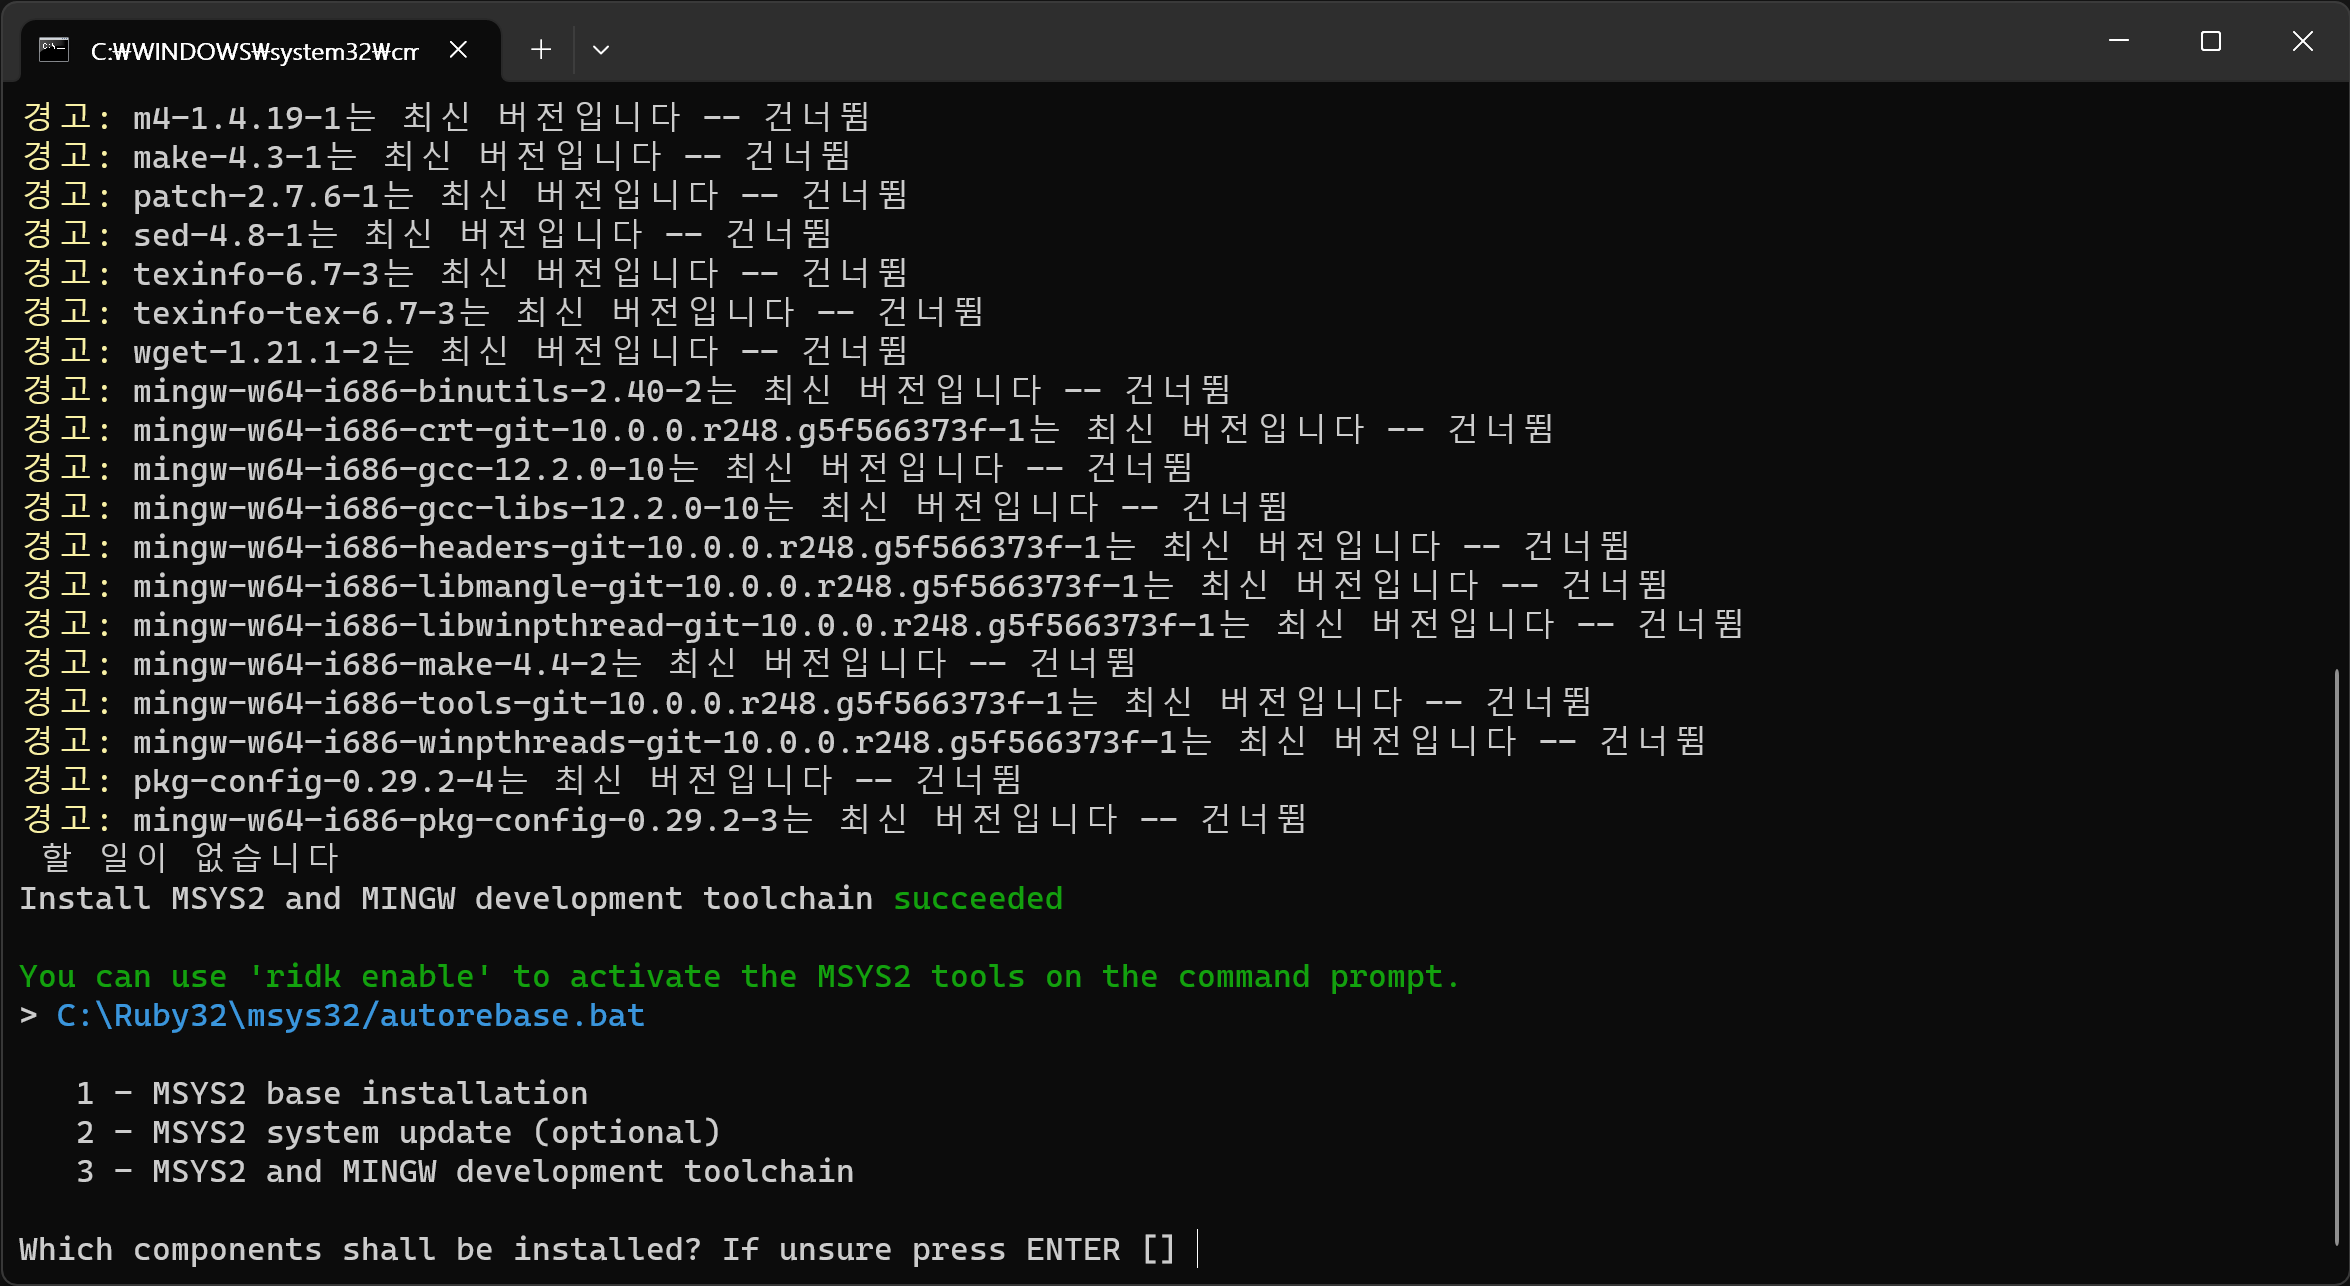 C:₩WINDOWS₩system32₩cm
경고: m4-1.4.19-1는 최신 버전입니다 -- 건너뜀
경고: make-4.3-1는 최신 버전입니다 -- 건너뜀
경고: patch-2.7.6-1는 최신 버전입니다 -- 건너뜀
경고: sed-4.8-1는 최신 버전입니다 -- 건너뜀
경고: texinfo-6.7-3는 최신 버전입니다 -- 건너뜀
경고: texinfo-tex-6.7-3는 최신 버전입니다 -- 건너뜀
경고: wget-1.21.1-2는 최신 버전입니다 -- 건너뜀
경고: mingw-w64-i686-binutils-2.40-2는 최신 버전입니다 -- 건너뜀
경고: mingw-w64-i686-crt-git-10.0.0.r248.g5f566373f-1는 최신 버전입니다 -- 건너뜀
경고: mingw-w64-i686-gcc-12.2.0-10는 최신 버전입니다 -- 건너뜀
경고: mingw-w64-i686-gcc-libs-12.2.0-10는 최신 버전입니다 -- 건너뜀
경고: mingw-w64-i686-headers-git-10.0.0.r248.g5f566373f-1는 최신 버전입니다 -- 건너뜀
경고: mingw-w64-i686-libmangle-git-10.0.0.r248.g5f566373f-1는 최신 버전입니다 -- 건너뜀
경고: mingw-w64-i686-libwinpthread-git-10.0.0.r248.g5f566373f-1는 최신 버전입니다 -- 건너뜀
경고: mingw-w64-i686-make-4.4-2는 최신 버전입니다 -- 건너뜀
경고: mingw-w64-i686-tools-git-10.0.0.r248.g5f566373f-1는 최신 버전입니다 -- 건너뜀
경고: mingw-w64-i686-winpthreads-git-10.0.0.r248.g5f566373f-1는 최신 버전입니다 -- 건너뜀
경고: pkg-config-0.29.2-4는 최신 버전입니다 -- 건너뜀
경고: mingw-w64-i686-pkg-config-0.29.2-3는 최신 버전입니다 -- 건너뜀
할 일이 없습니다
Install MSYS2 and MINGW development toolchain succeeded
You can use 'ridk enable' to activate the MSYS2 tools on the command prompt.
> C:\Ruby32\msys32/autorebase.bat
1 - MSYS2 base installation
2 - MSYS2 system update (optional)
3 - MSYS2 and MINGW development toolchain
Which components shall be installed? If unsure press ENTER []